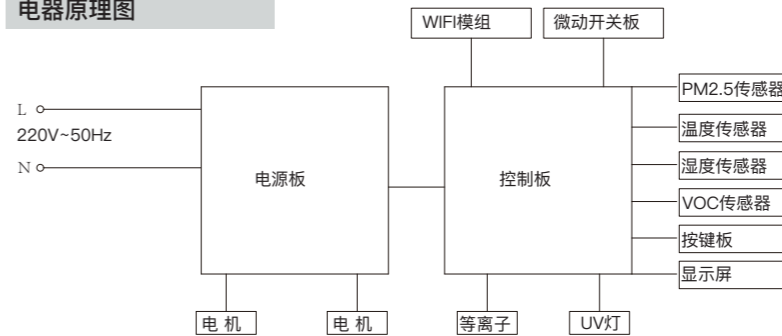 电器原理图
WIFI模组
微动开关板
PM2.5传感器
L
220V~50Hz
N
温度传感器
湿度传感器
电源板
控制板
VOC传感器
按键板
显示屏
电 机
电 机
等离子
UV灯